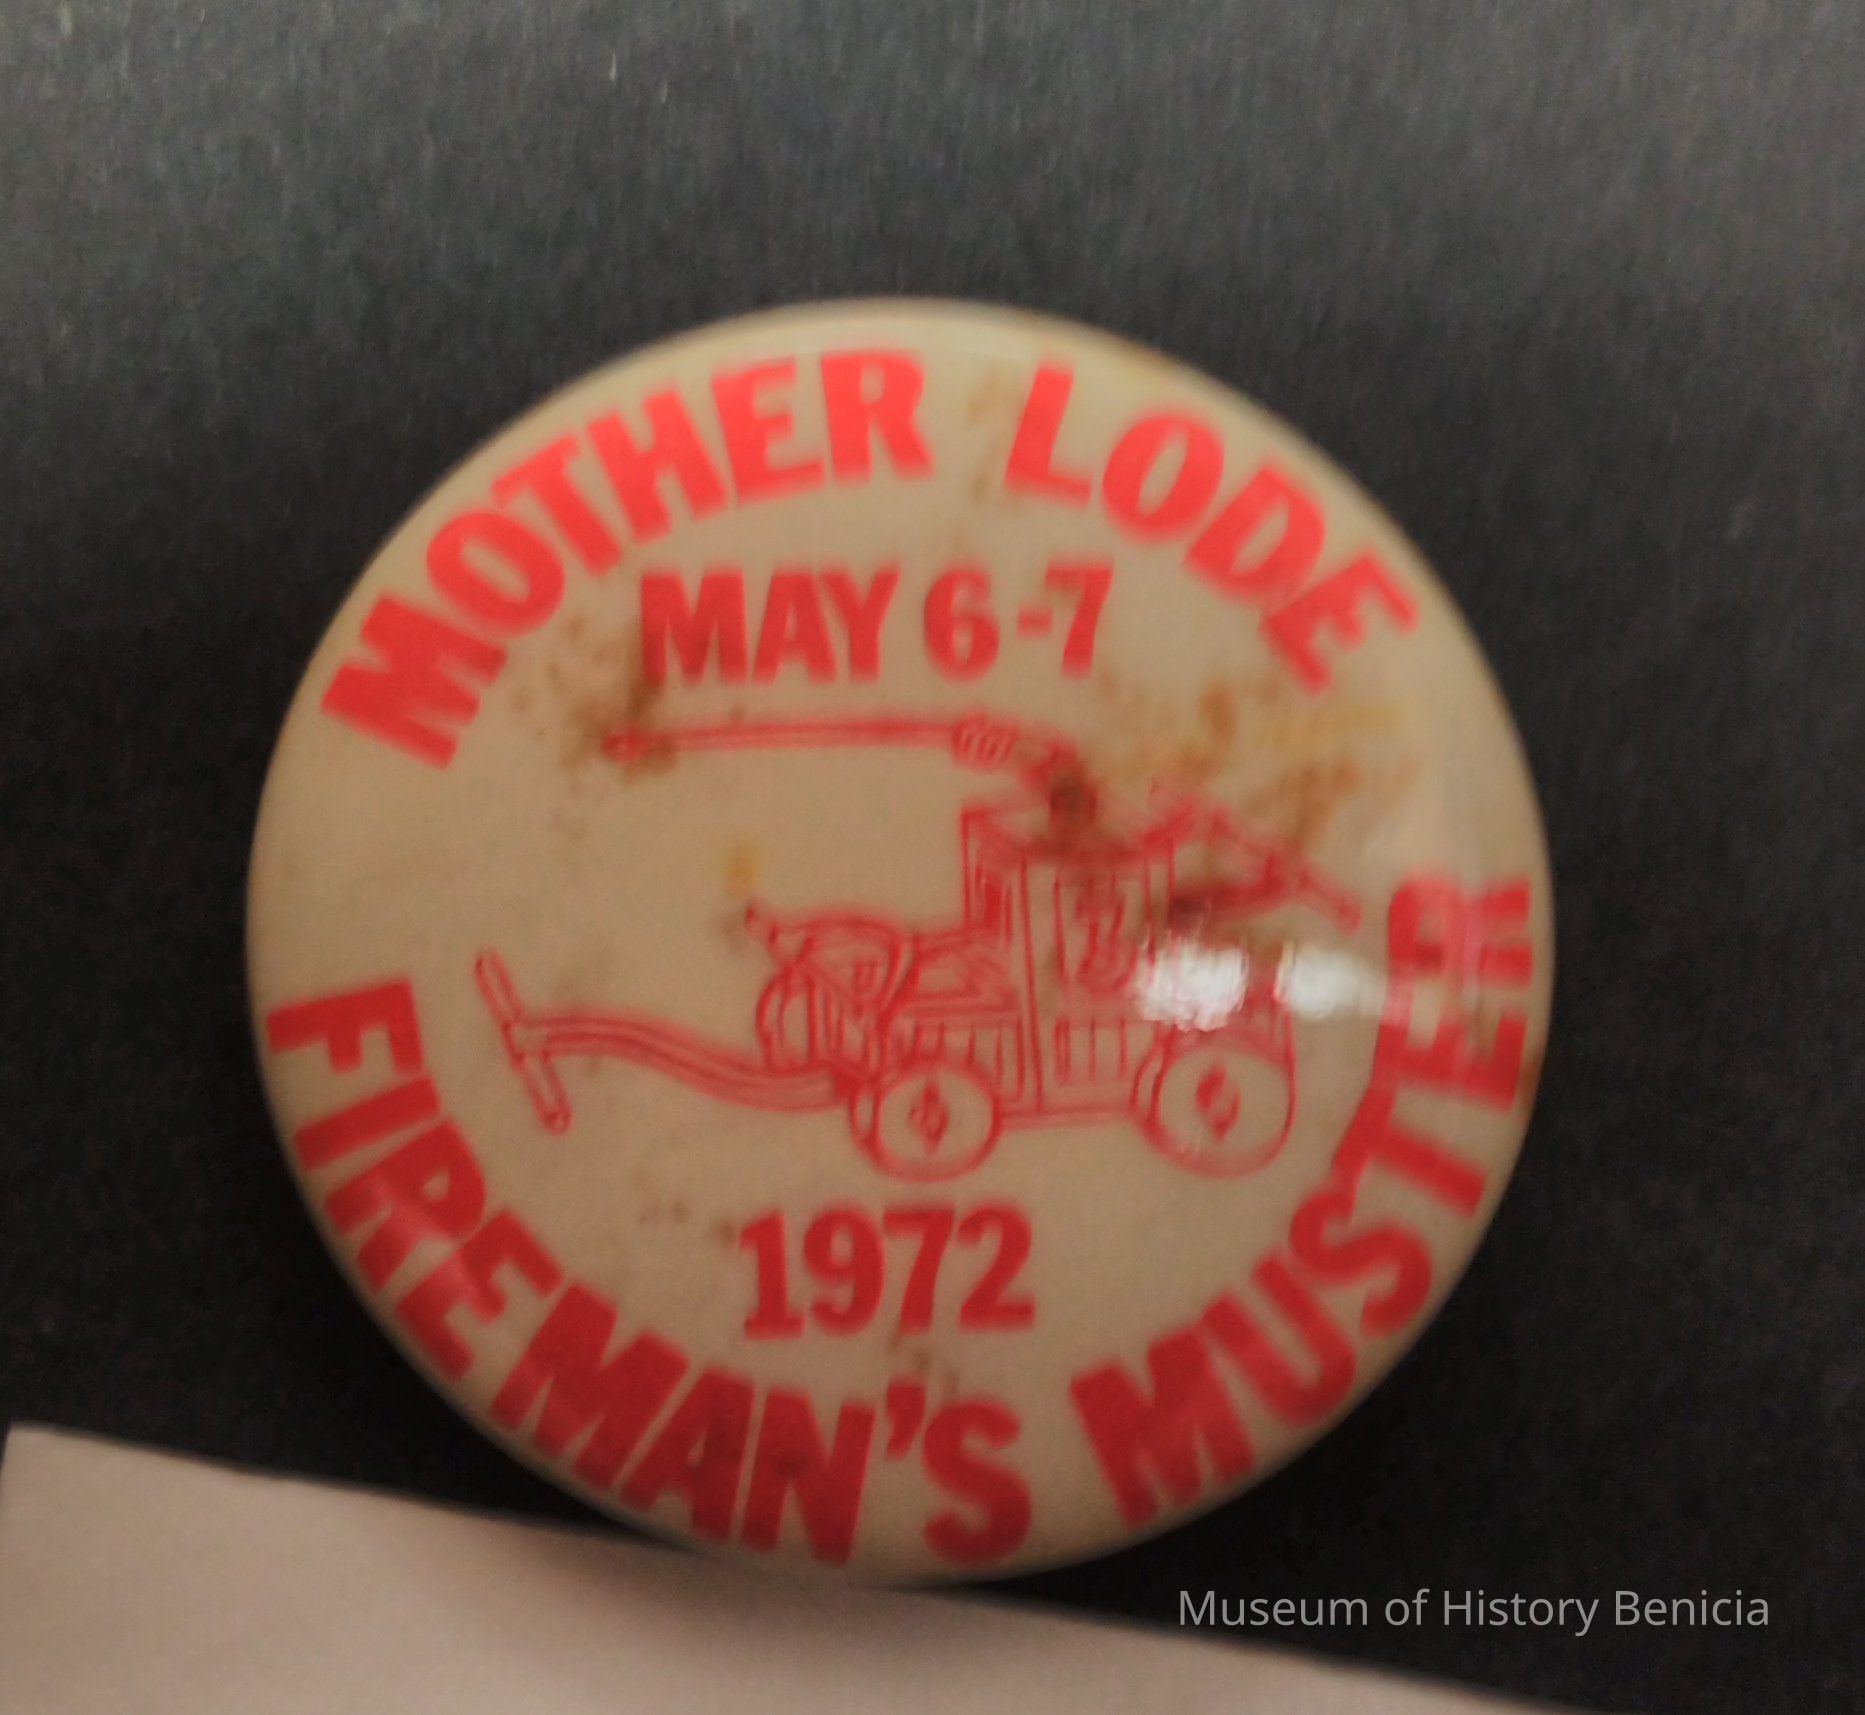 MOTHER LODE
MAY 6-7
1972
FIREMAN'S MUSTER
Museum of History Benicia